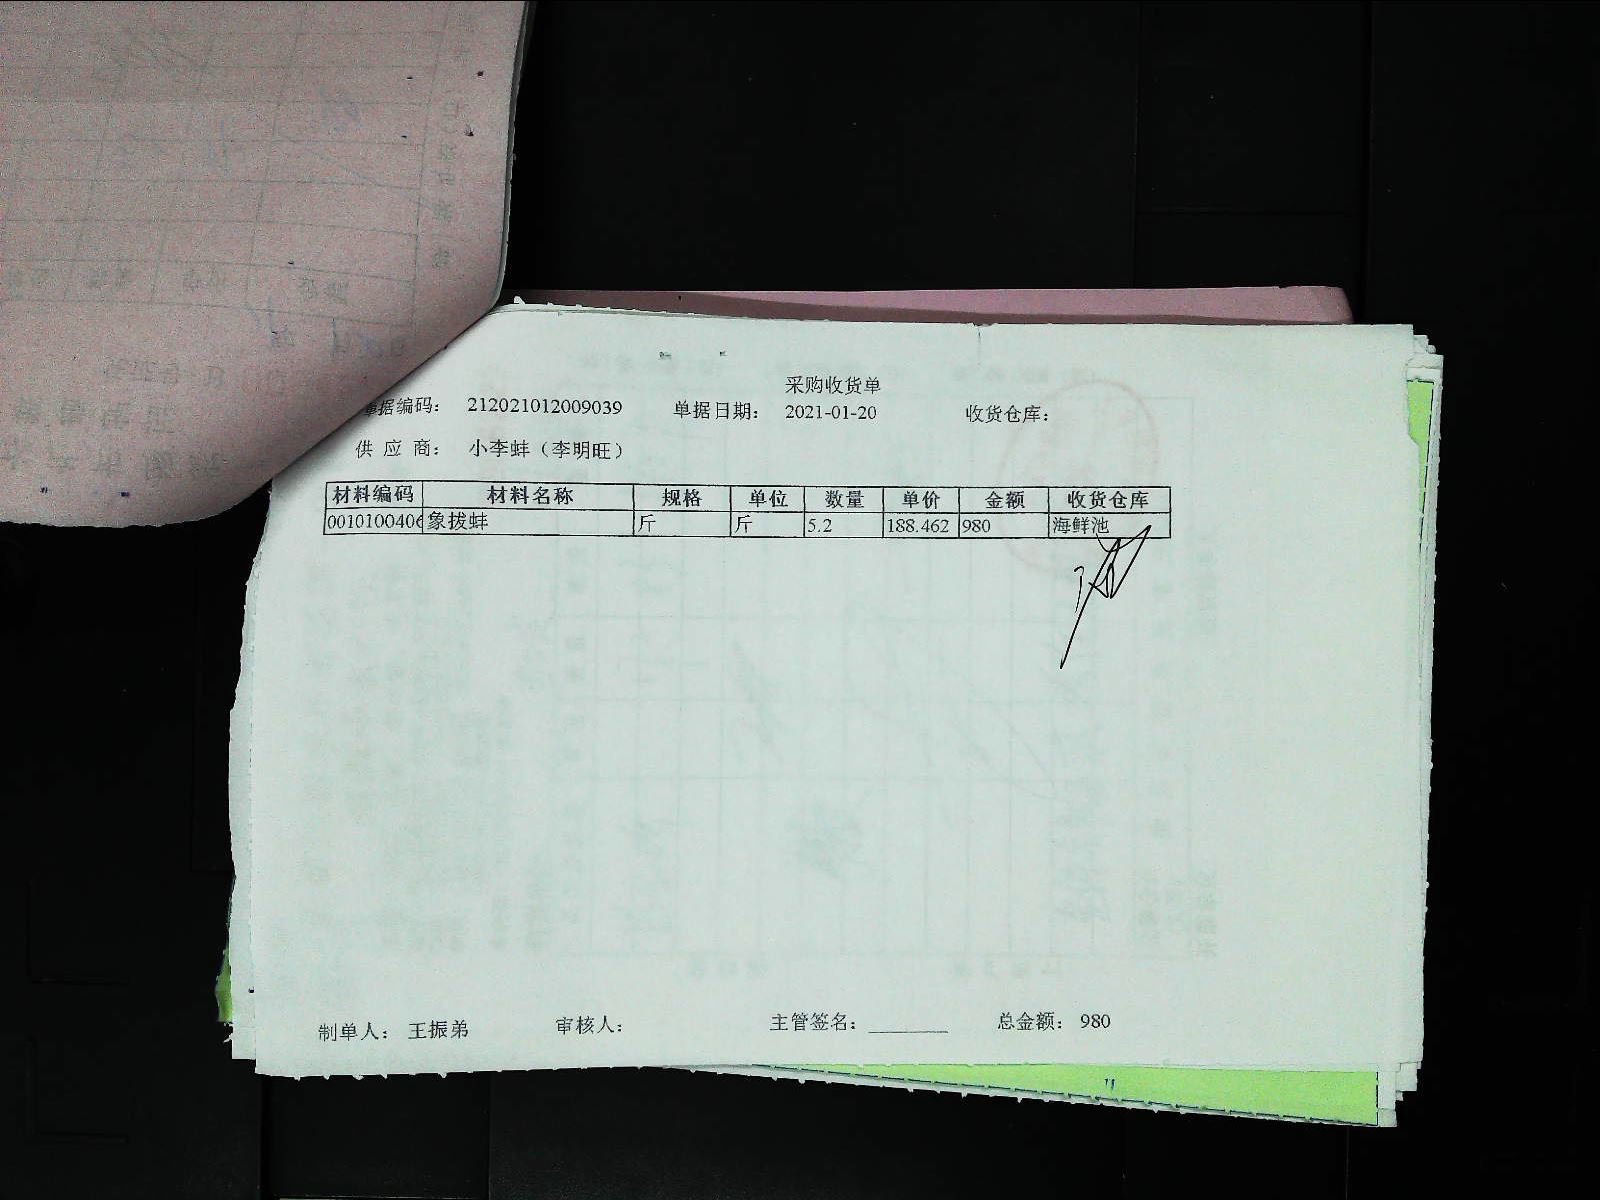 采购收货单
单据编码： 212021012009039 单据日期： 2021-01-20 收货仓库：
供 应 商： 小李蚌（李明旺）
材料编码 材料名称 规格 单位 数量 单价 金额 收货仓库
0010100406 象拔蚌 斤 斤 5.2 188.462 980 海鲜池
制单人： 王振弟 审核人： 主管签名： 总金额： 980